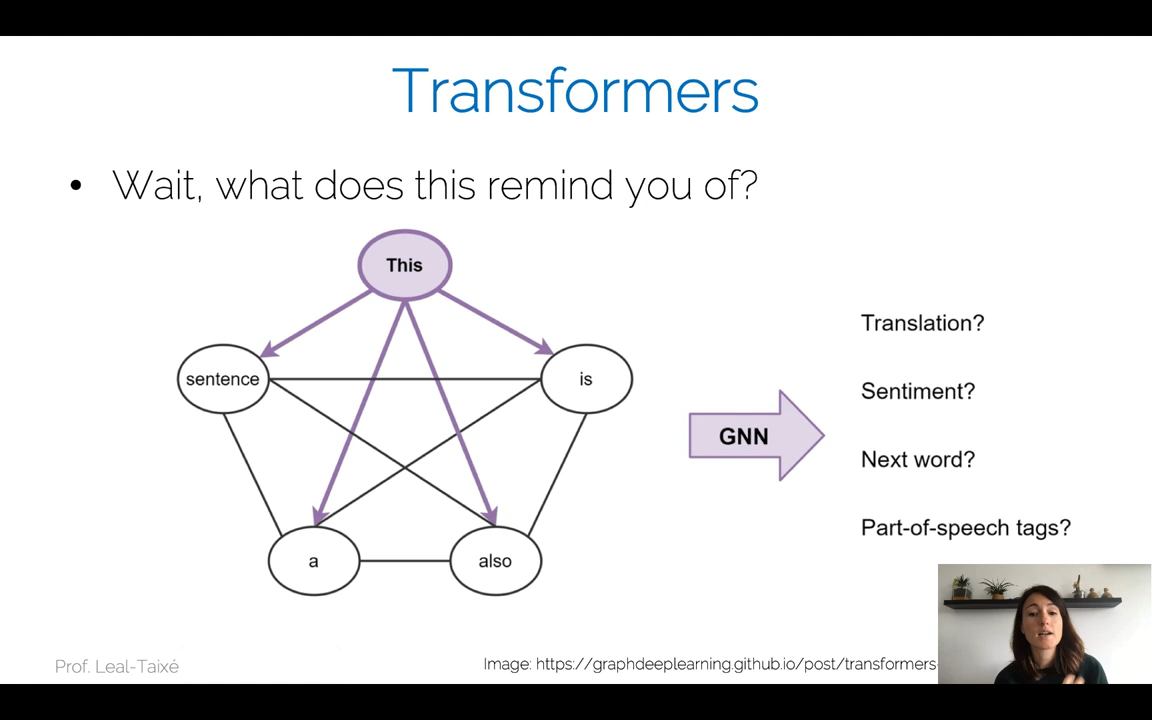 Transformers
• Wait, what does this remind you of?
This
sentence
is
a
also
GNN
Translation?
Sentiment?
Next word?
Part-of-speech tags?
Prof. Leal-Taixé
Image: https://graphdeeplearning.github.io/post/transformers-